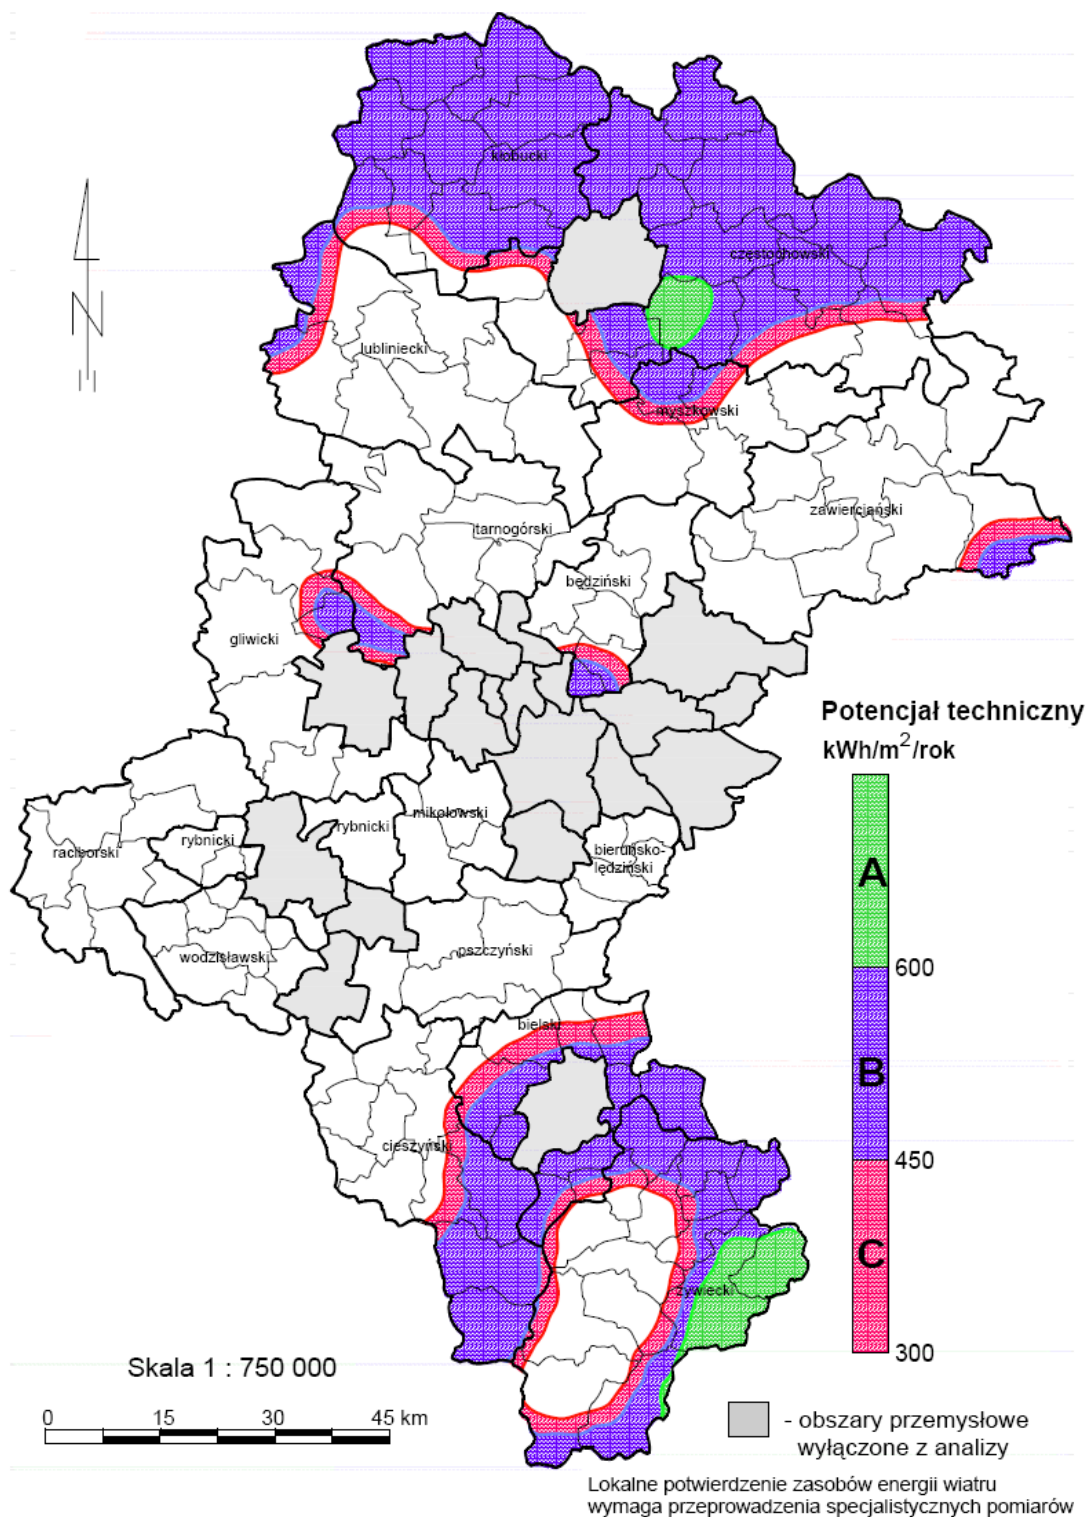 kłobucki
częstochowski
lubliniecki
myszkowski
zawierciański
tarnogórski
będziński
gliwicki
Potencjał techniczny
kWh/m²/rok
A
600
B
450
C
300
mikołowski
rybnicki
rybnicki
raciborski
bieruńsko-
lędziński
pszczyński
wodzisławski
bielski
cieszyński
żywiecki
N
Skala 1 : 750 000
0 15 30 45 km
- obszary przemysłowe
wyłączone z analizy
Lokalne potwierdzenie zasobów energii wiatru
wymaga przeprowadzenia specjalistycznych pomiarów